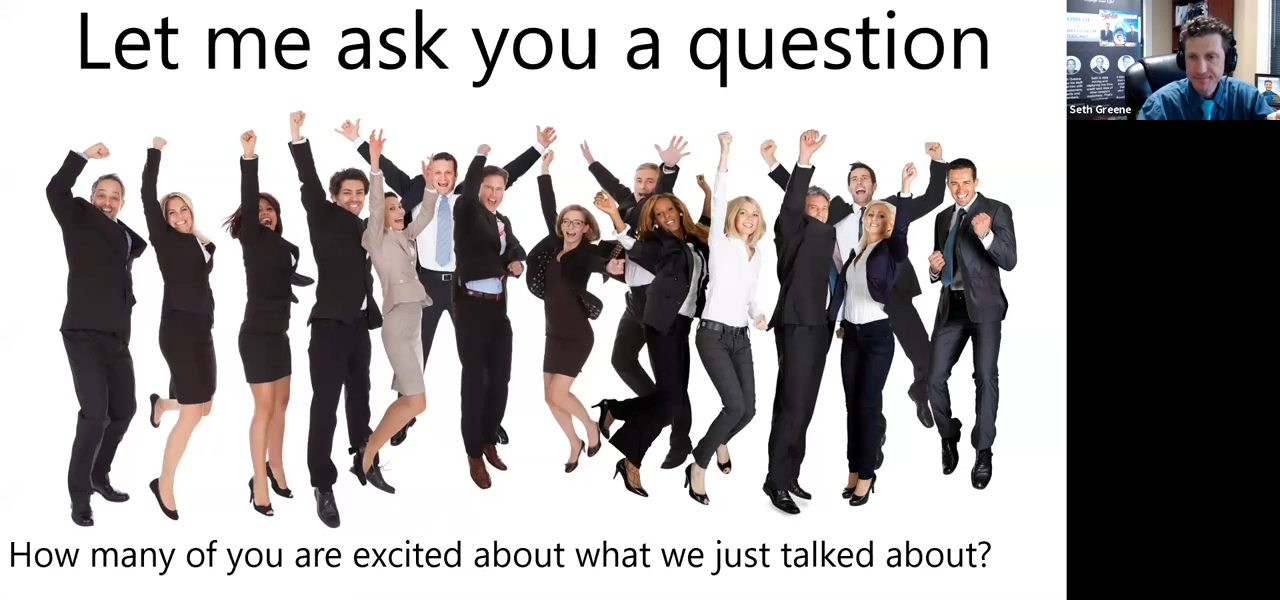 Let me ask you a question
Seth Greene
How many of you are excited about what we just talked about?